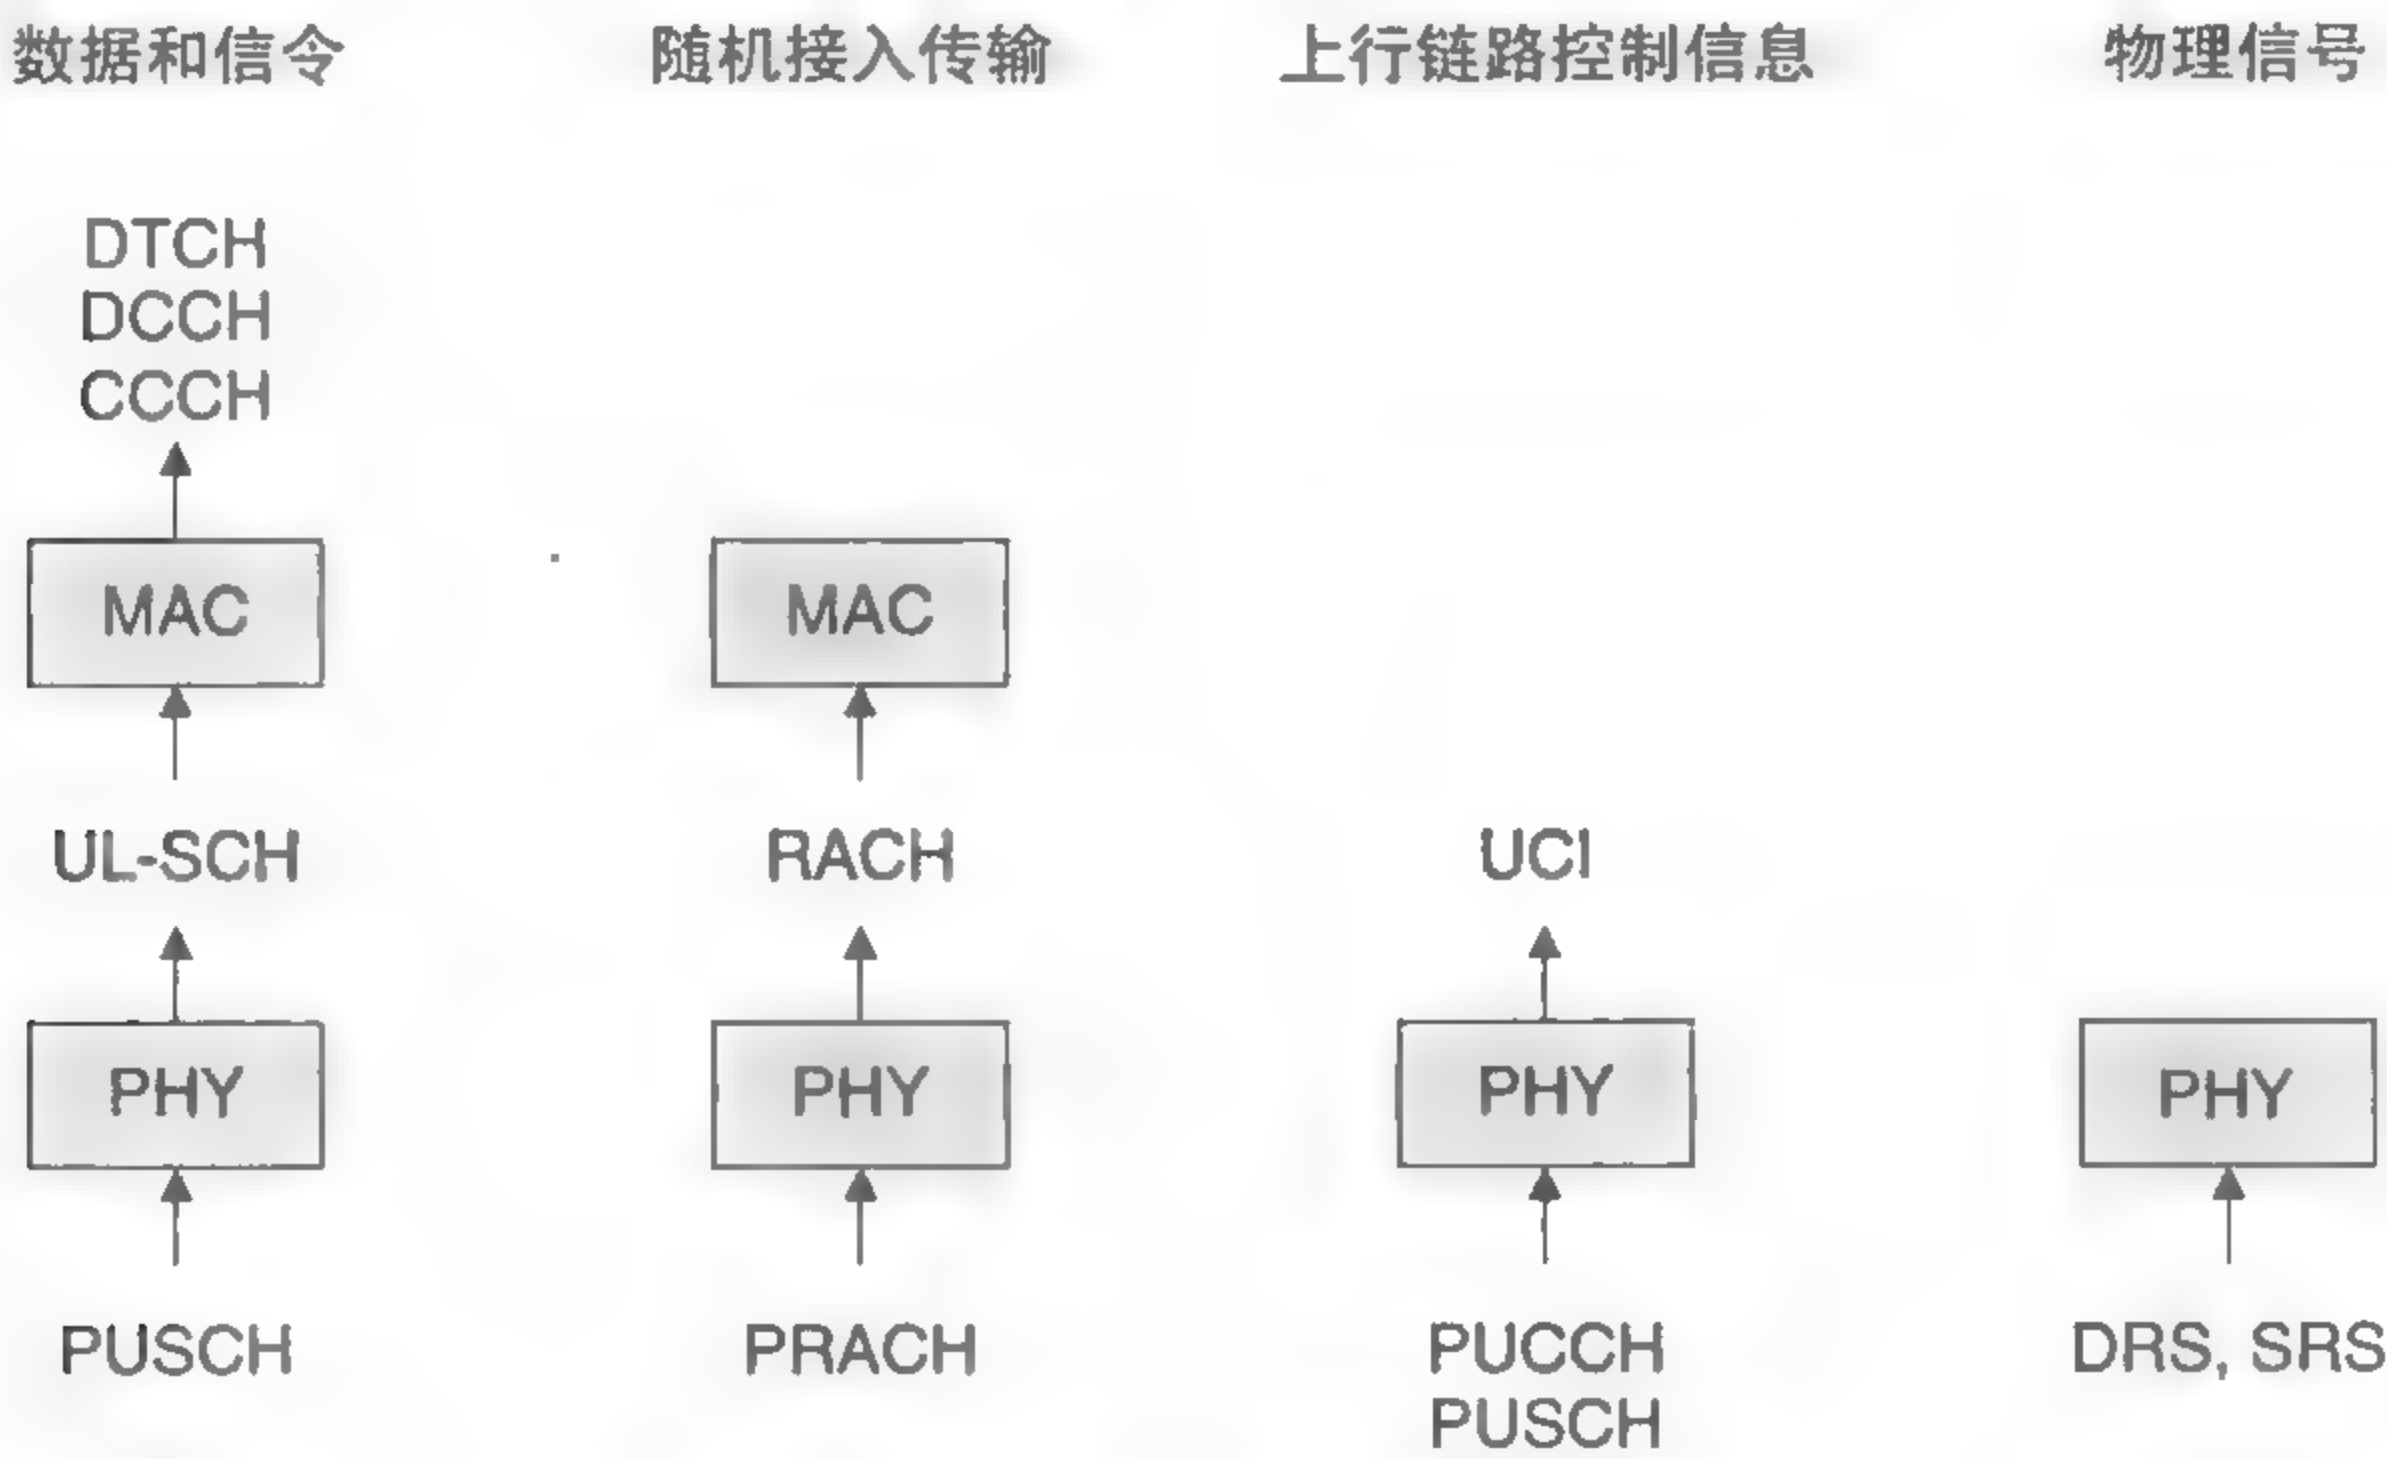 数据和信令
随机接入传输
上行链路控制信息
物理信号
DTCH
DCCH
CCCH
MAC
MAC
UL-SCH
RACH
UCI
PHY
PHY
PHY
PHY
PUSCH
PRACH
PUCCH
DRS, SRS
PUSCH